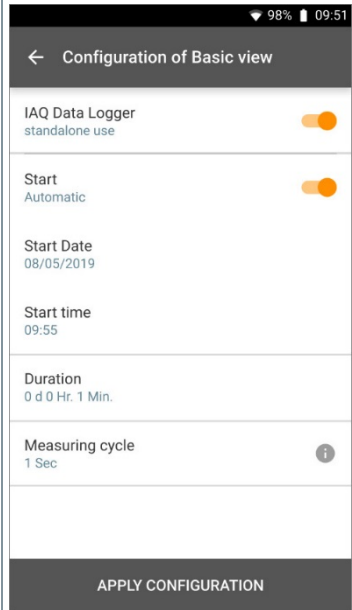 98% 09:51
Configuration of Basic view
IAQ Data Logger
standalone use
Start
Automatic
Start Date
08/05/2019
Start time
09:55
Duration
0 d 0 Hr. 1 Min.
Measuring cycle
1 Sec
APPLY CONFIGURATION